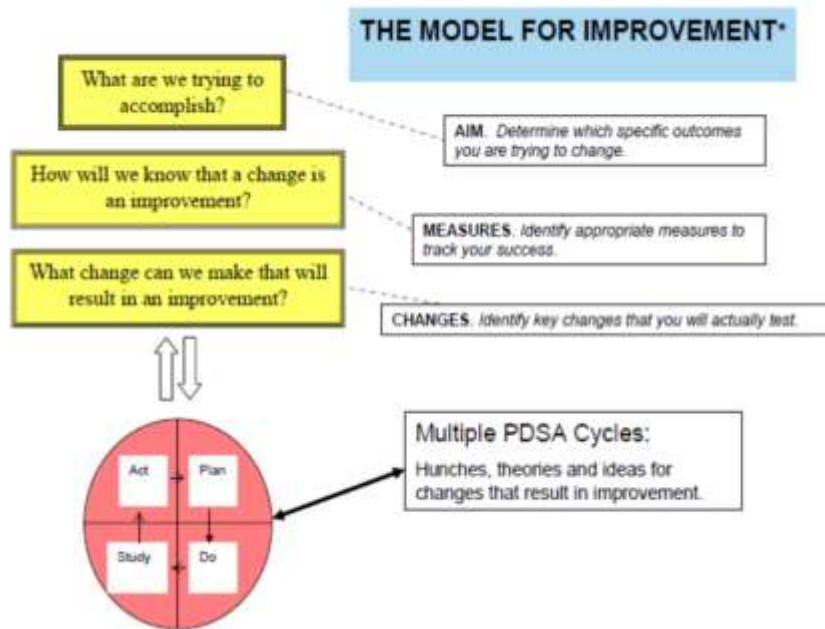 THE MODEL FOR IMPROVEMENT*
What are we trying to
accomplish?
AIM. Determine which specific outcomes
you are trying to change.
How will we know that a change is
an improvement?
MEASURES. Identify appropriate measures to
track your success.
What change can we make that will
result in an improvement?
CHANGES. Identify key changes that you will actually test.
Act
Plan
Study
Do
Multiple PDSA Cycles:
Hunches, theories and ideas for
changes that result in improvement.